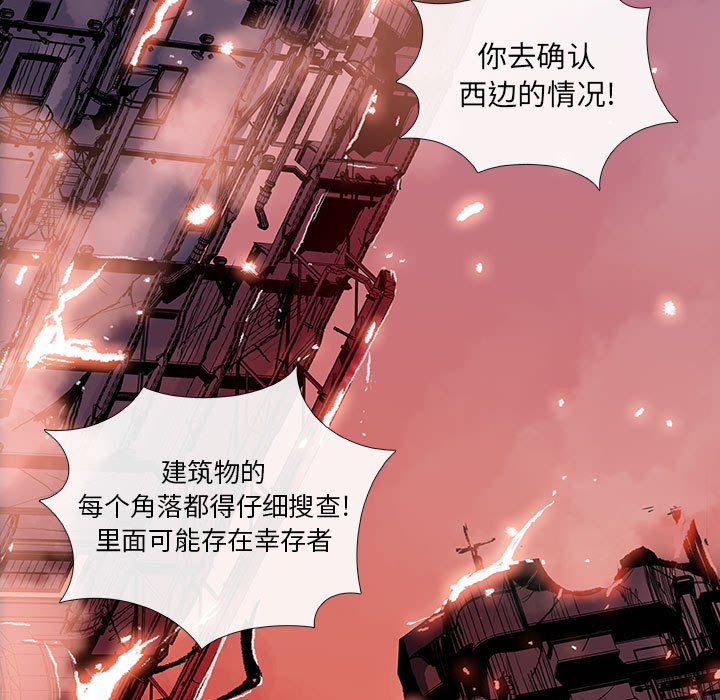 你去确认
西边的情况!
建筑物的
每个角落都得仔细搜查!
里面可能存在幸存者